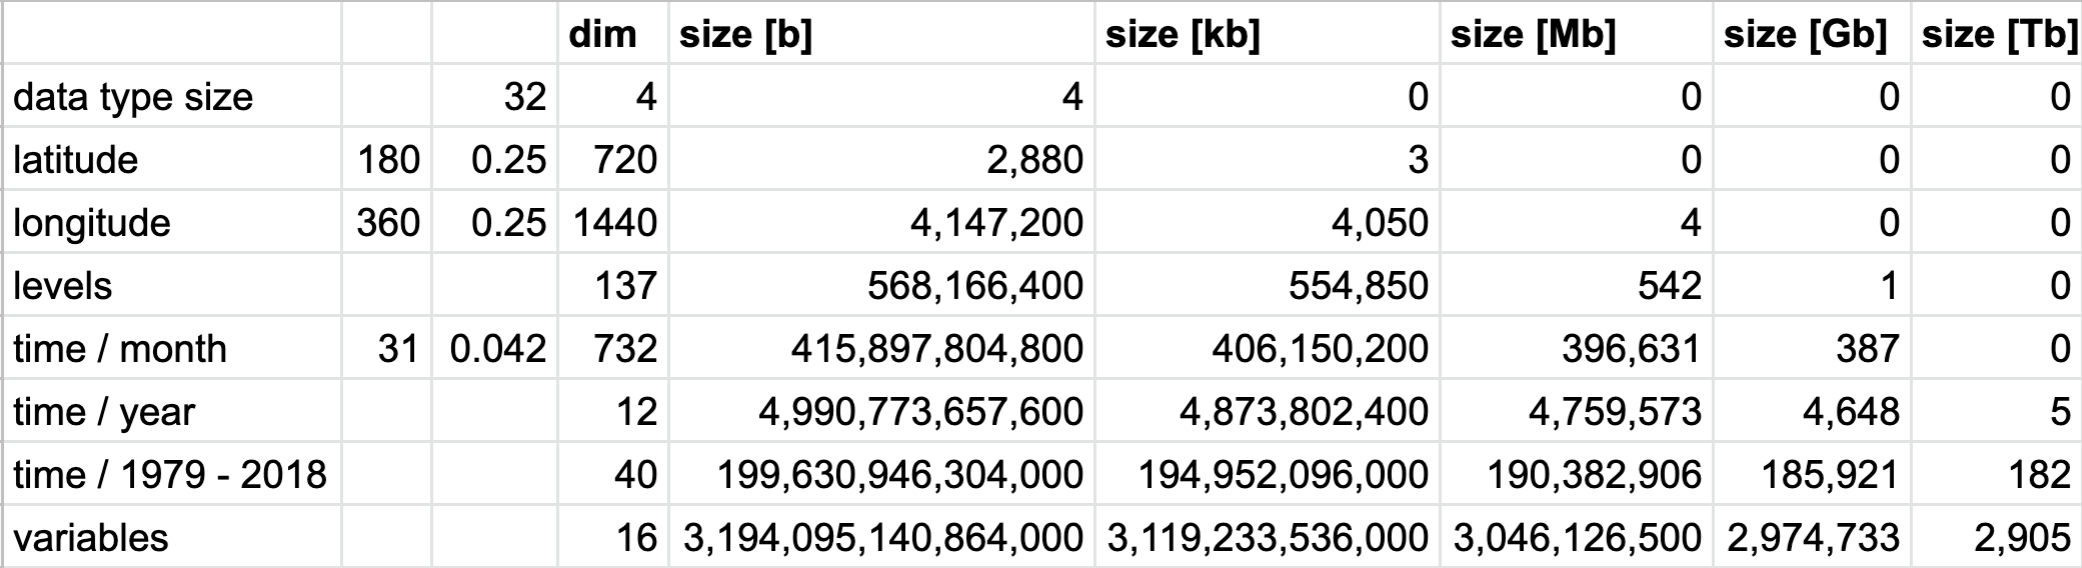 dim size [b] size [kb] size [Mb] size [Gb] size [Tb]
data type size 32 4 4 0 0 0 0
latitude 180 0.25 720 2,880 3 0 0 0
longitude 360 0.25 1440 4,147,200 4,050 4 0 0
levels 137 568,166,400 554,850 542 1 0
time / month 31 0.042 732 415,897,804,800 406,150,200 396,631 387 0
time / year 12 4,990,773,657,600 4,873,802,400 4,759,573 4,648 5
time / 1979 - 2018 40 199,630,946,304,000 194,952,096,000 190,382,906 185,921 182
variables 16 3,194,095,140,864,000 3,119,233,536,000 3,046,126,500 2,974,733 2,905